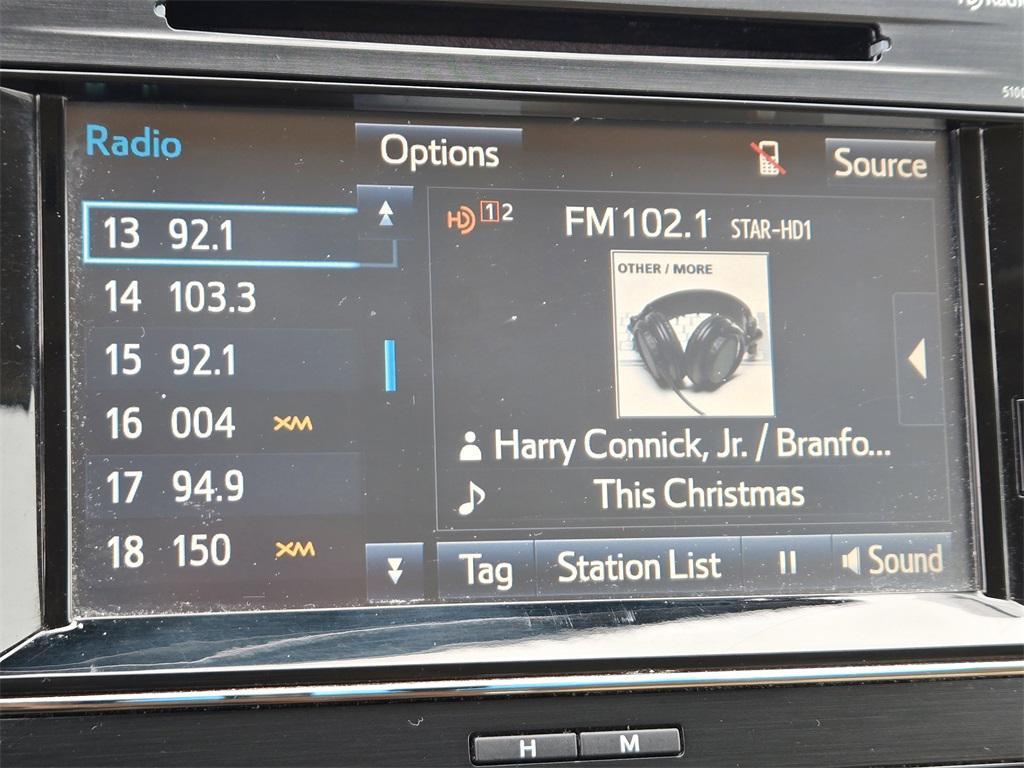 Radio
Options
Source
13 92.1
14 103.3
15 92.1
16 004 XM
17 94.9
18 150 XM
HD 1 2
FM 102.1 STAR-HD1
OTHER / MORE
Harry Connick, Jr. / Branfo...
This Christmas
Tag
Station List
Sound
H
M
5100